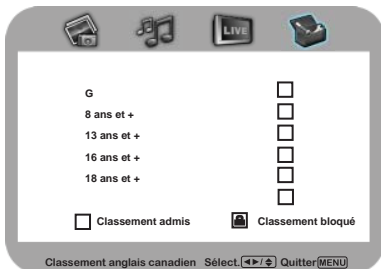 LIVE
G
8 ans et +
13 ans et +
16 ans et +
18 ans et +
Classement admis Classement bloqué
Classement anglais canadien Sélect. Quitter MENU